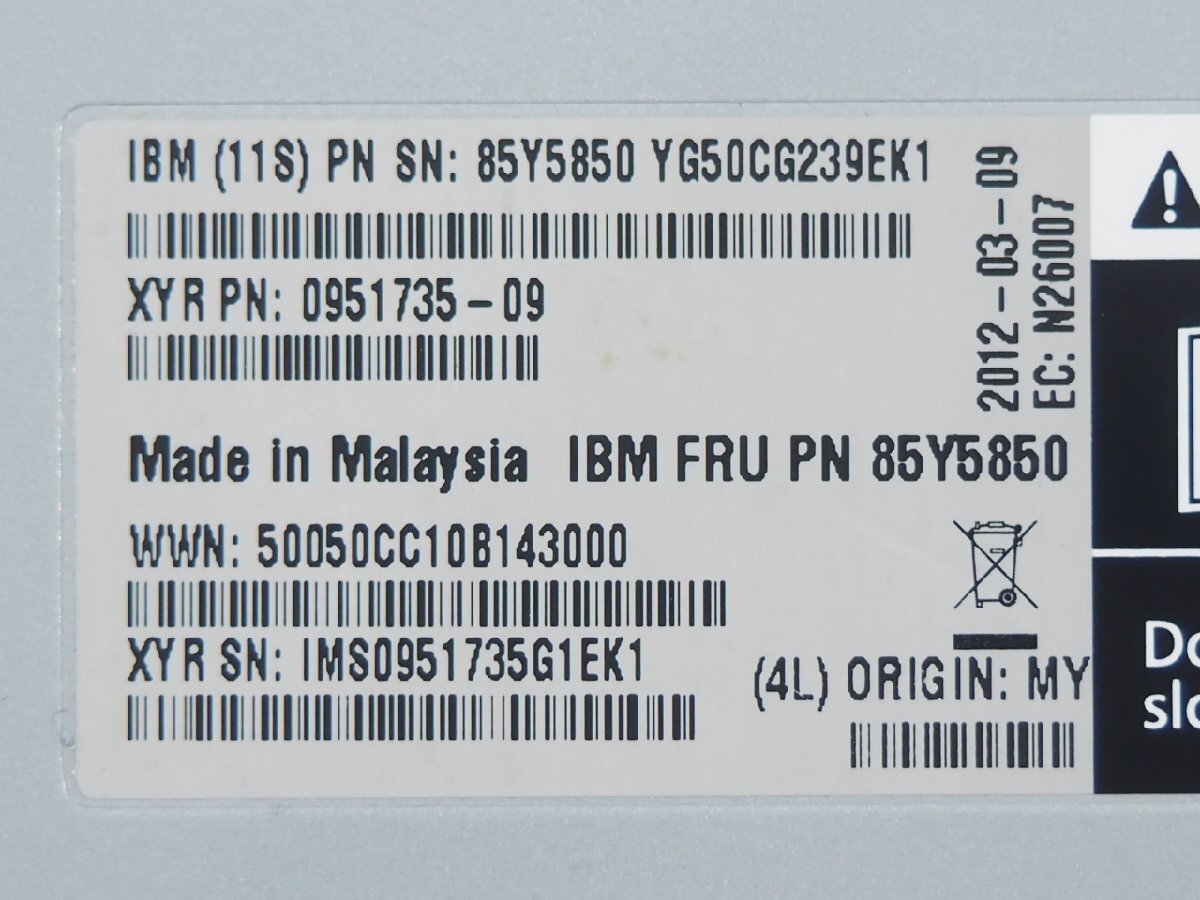 IBM (11S) PN SN: 85Y5850 YG50CG239EK1
XYR PN: 0951735-09
2012-03-09
EC: N26007
Made in Malaysia IBM FRU PN 85Y5850
WWN: 50050CC10B143000
XYR SN: IMS0951735G1EK1
(4L) ORIGIN: MY